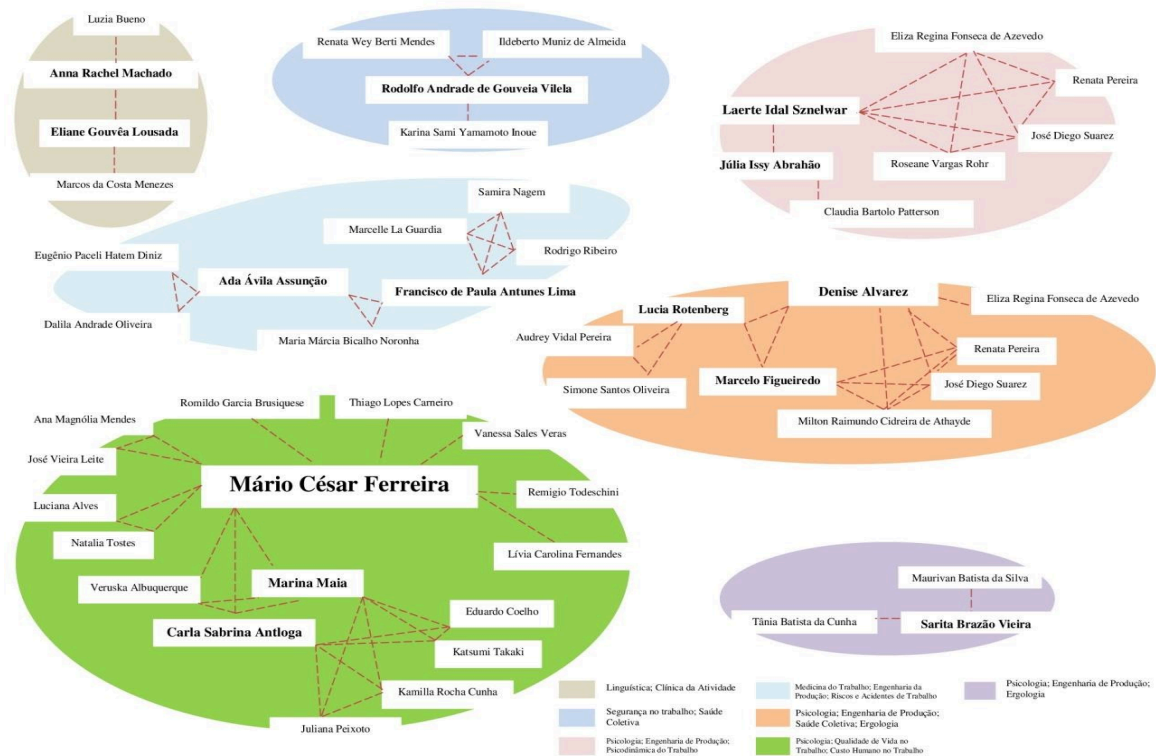 Luzia Bueno
Anna Rachel Machado
Eliane Gouvêa Lousada
Marcos da Costa Menezes
Renata Wey Berti Mendes
Ildeberto Muniz de Almeida
Rodolfo Andrade de Gouveia Vilela
Karina Sami Yamamoto Inoue
Eliza Regina Fonseca de Azevedo
Renata Pereira
Laerte Idal Sznelwar
José Diego Suarez
Júlia Issy Abrahão
Roseane Vargas Rohr
Claudia Bartolo Patterson
Samira Nagem
Marcelle La Guardia
Rodrigo Ribeiro
Eugênio Paceli Hatem Diniz
Ada Ávila Assunção
Francisco de Paula Antunes Lima
Dalila Andrade Oliveira
Maria Márcia Bicalho Noronha
Denise Alvarez
Eliza Regina Fonseca de Azevedo
Lucia Rotenberg
Audrey Vidal Pereira
Renata Pereira
Simone Santos Oliveira
Marcelo Figueiredo
José Diego Suarez
Milton Raimundo Cidreira de Athayde
Romildo Garcia Brusiquese
Thiago Lopes Carneiro
Ana Magnólia Mendes
Vanessa Sales Veras
José Vieira Leite
Mário César Ferreira
Remigio Todeschini
Luciana Alves
Natalia Tostes
Lívia Carolina Fernandes
Veruska Albuquerque
Marina Maia
Eduardo Coelho
Carla Sabrina Antloga
Katsumi Takaki
Kamilla Rocha Cunha
Juliana Peixoto
Maurivan Batista da Silva
Tânia Batista da Cunha
Sarita Brazão Vieira
Linguística; Clínica da Atividade
Segurança no trabalho; Saúde
Coletiva
Psicologia; Engenharia de Produção;
Psicodinâmica do Trabalho
Medicina do Trabalho; Engenharia da
Produção; Riscos e Acidentes de Trabalho
Psicologia; Engenharia de Produção;
Saúde Coletiva; Ergologia
Psicologia; Qualidade de Vida no
Trabalho; Custo Humano no Trabalho
Psicologia; Engenharia de Produção;
Ergologia